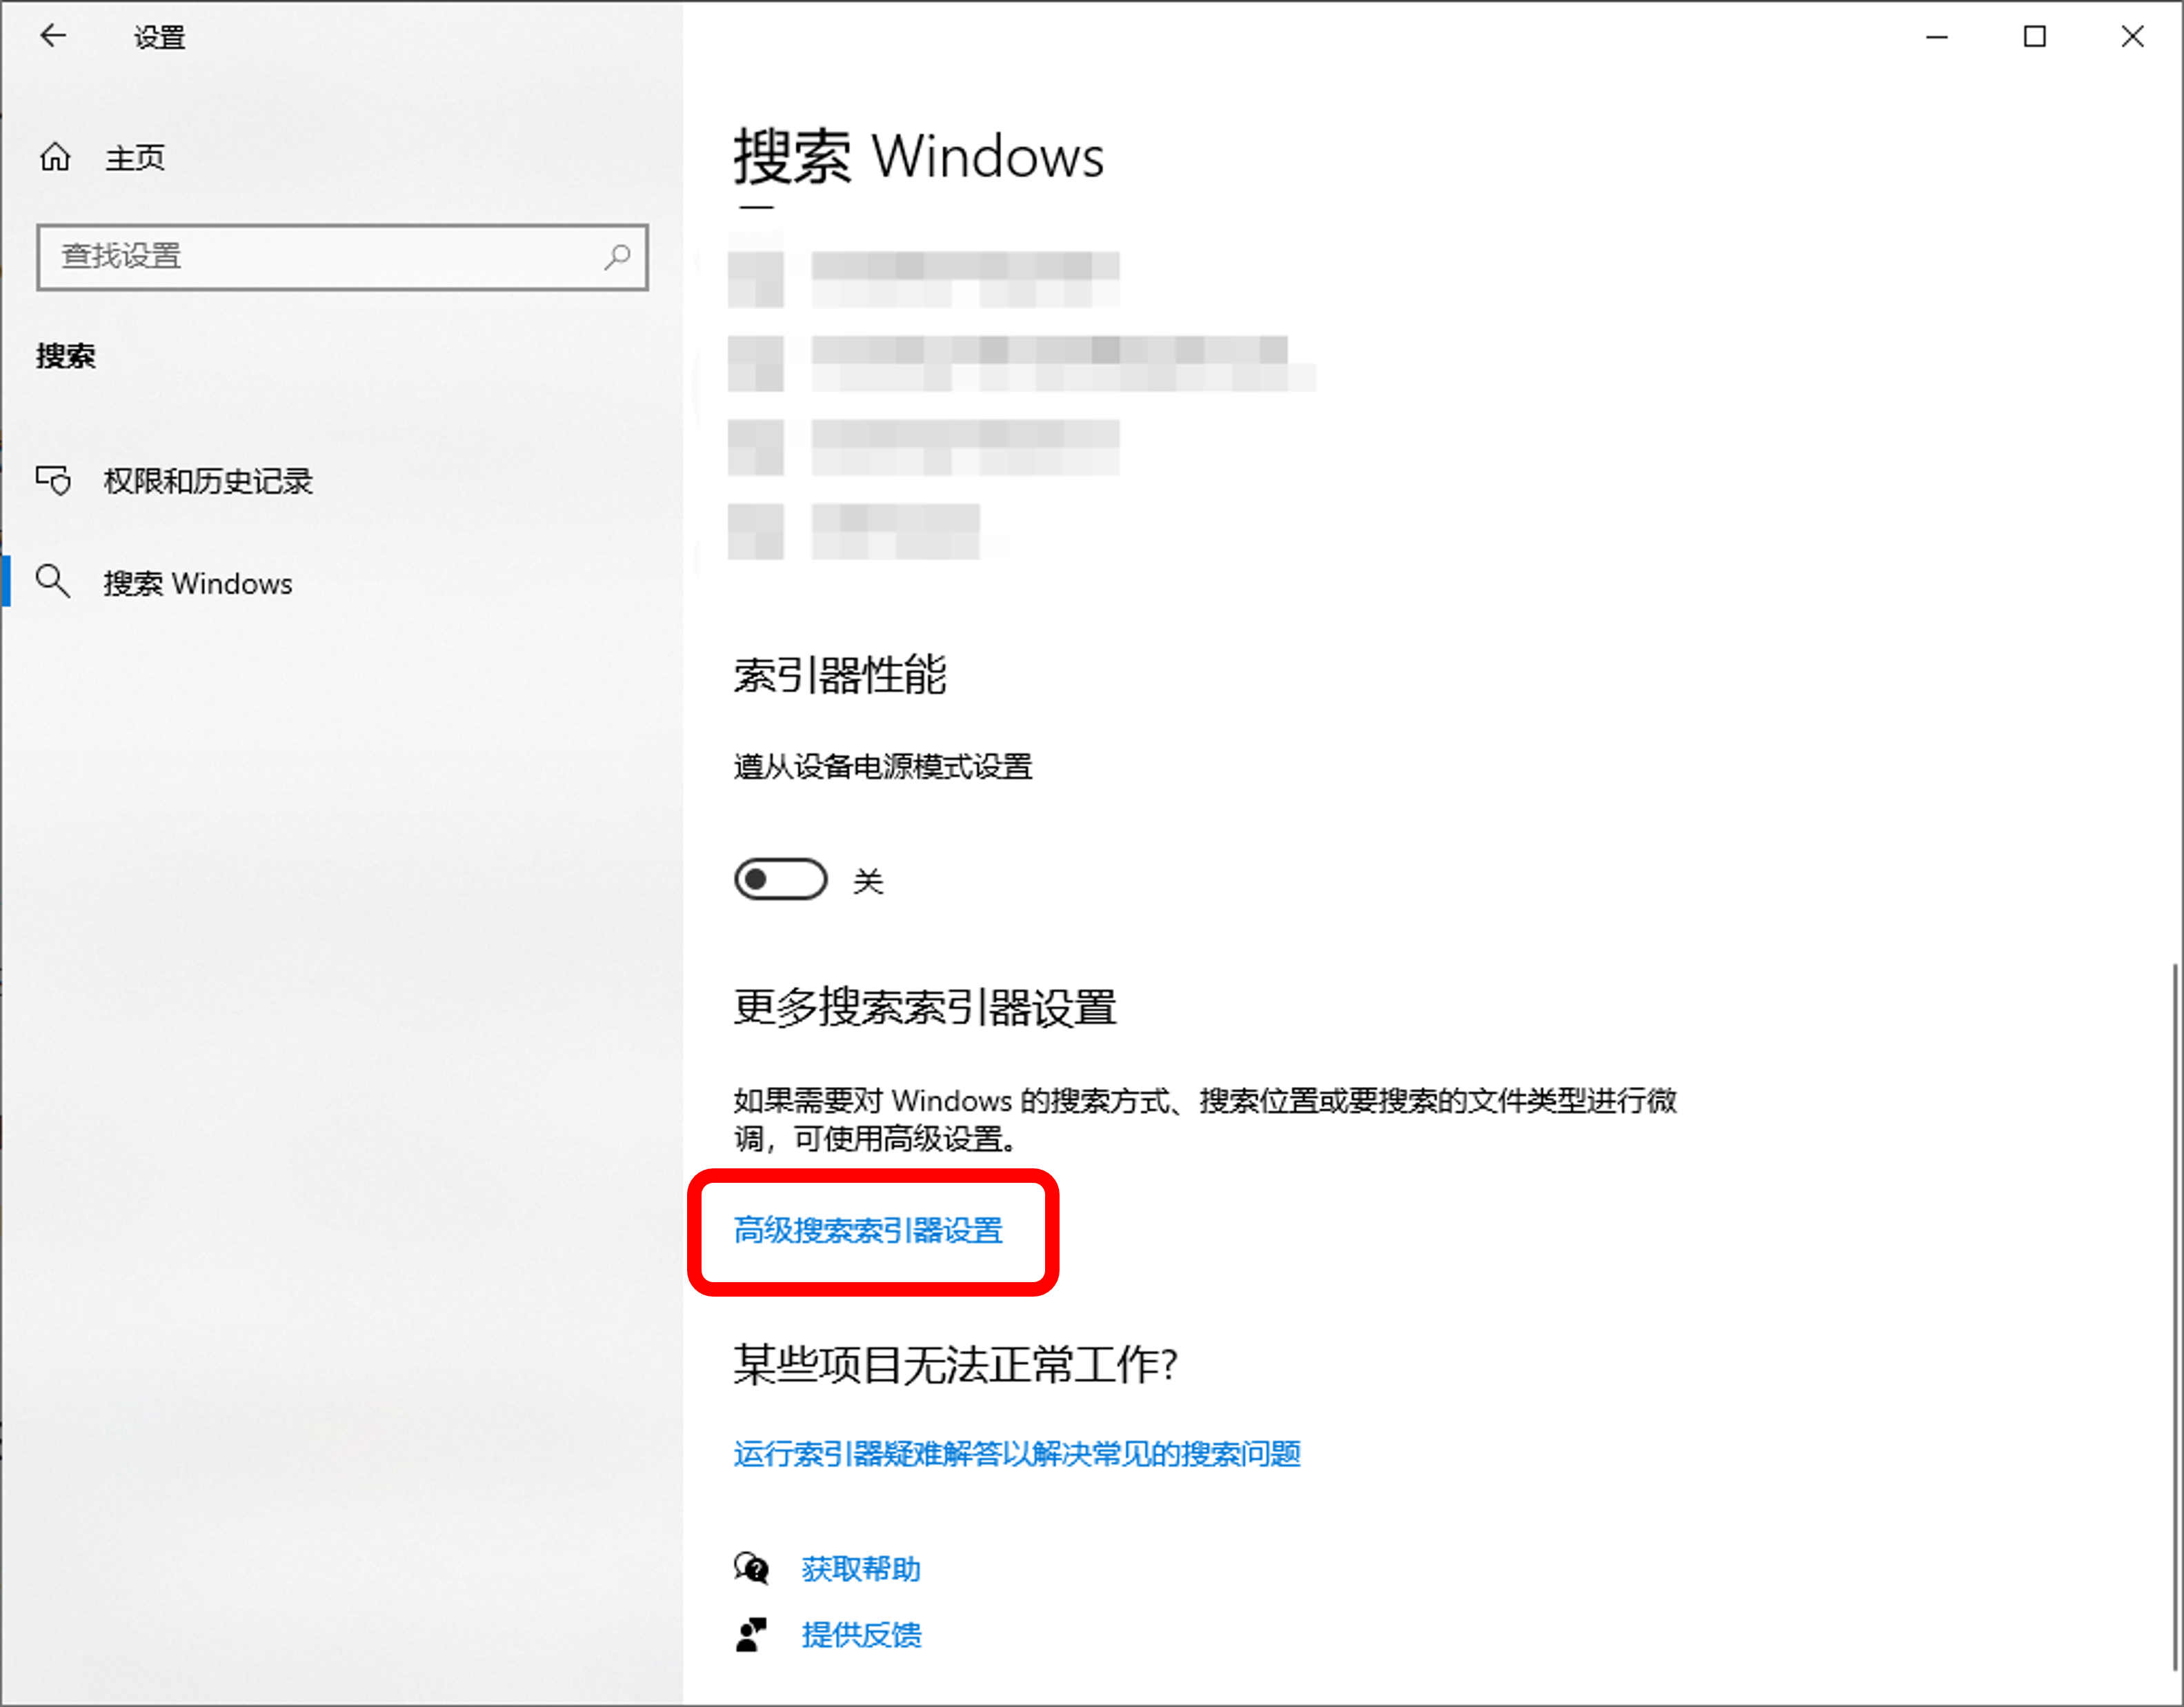 设置
主页
查找设置
搜索
权限和历史记录
搜索 Windows
搜索 Windows
索引器性能
遵从设备电源模式设置
关
更多搜索索引器设置
如果需要对 Windows 的搜索方式、搜索位置或要搜索的文件类型进行微
调，可使用高级设置。
高级搜索索引器设置
某些项目无法正常工作?
运行索引器疑难解答以解决常见的搜索问题
获取帮助
提供反馈